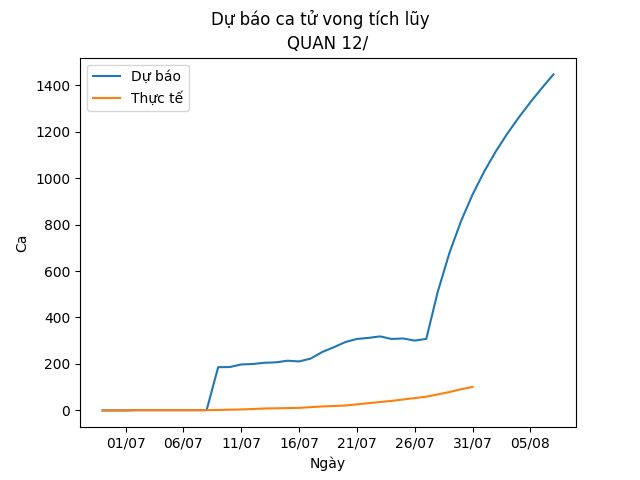 Dự báo ca tử vong tích lũy
QUAN 12/
Dự báo
Thực tế
1400
1200
1000
800
600
400
200
0
Ca
01/07 06/07 11/07 16/07 21/07 26/07 31/07 05/08
Ngày